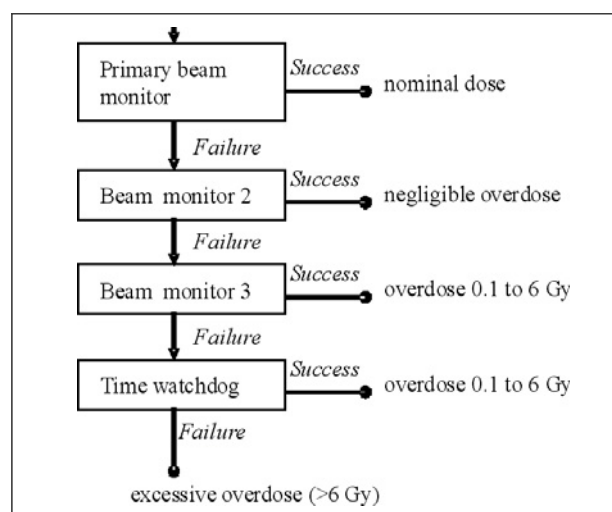 Primary beam
monitor
Success
nominal dose
Failure
Beam monitor 2
Success
negligible overdose
Failure
Beam monitor 3
Success
overdose 0.1 to 6 Gy
Failure
Time watchdog
Success
overdose 0.1 to 6 Gy
Failure
excessive overdose (>6 Gy)